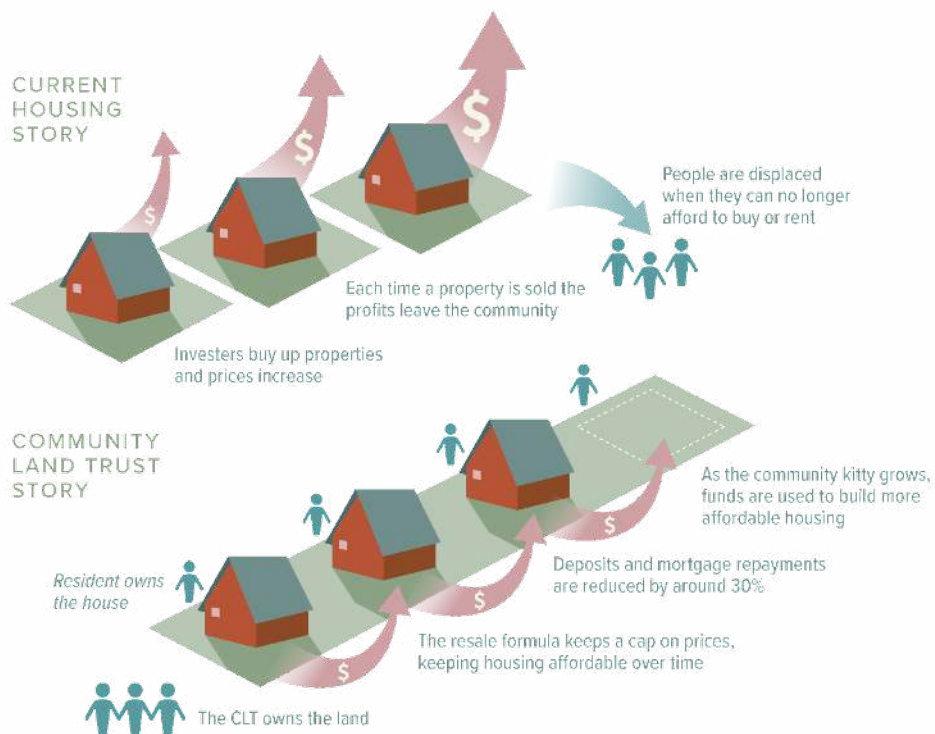 CURRENT
HOUSING
STORY
$
$
$
People are displaced
when they can no longer
afford to buy or rent
Each time a property is sold the
profits leave the community
Investers buy up properties
and prices increase
COMMUNITY
LAND TRUST
STORY
As the community kitty grows,
funds are used to build more
affordable housing
$
Deposits and mortgage repayments
are reduced by around 30%
$
Resident owns
the house
The resale formula keeps a cap on prices,
keeping housing affordable over time
$
The CLT owns the land